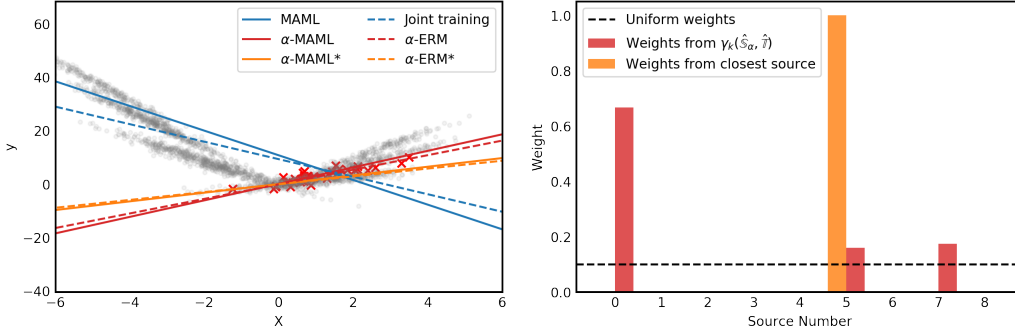 60
40
20
0
−20
−40
y
−6
−4
−2
0
2
4
6
X
MAML
α-MAML
α-MAML*
Joint training
α-ERM
α-ERM*
1.0
0.8
0.6
0.4
0.2
0.0
Weight
0
1
2
3
4
5
6
7
8
Source Number
Uniform weights
Weights from γₖ(𝕊̂_α, 𝕋̂)
Weights from closest source